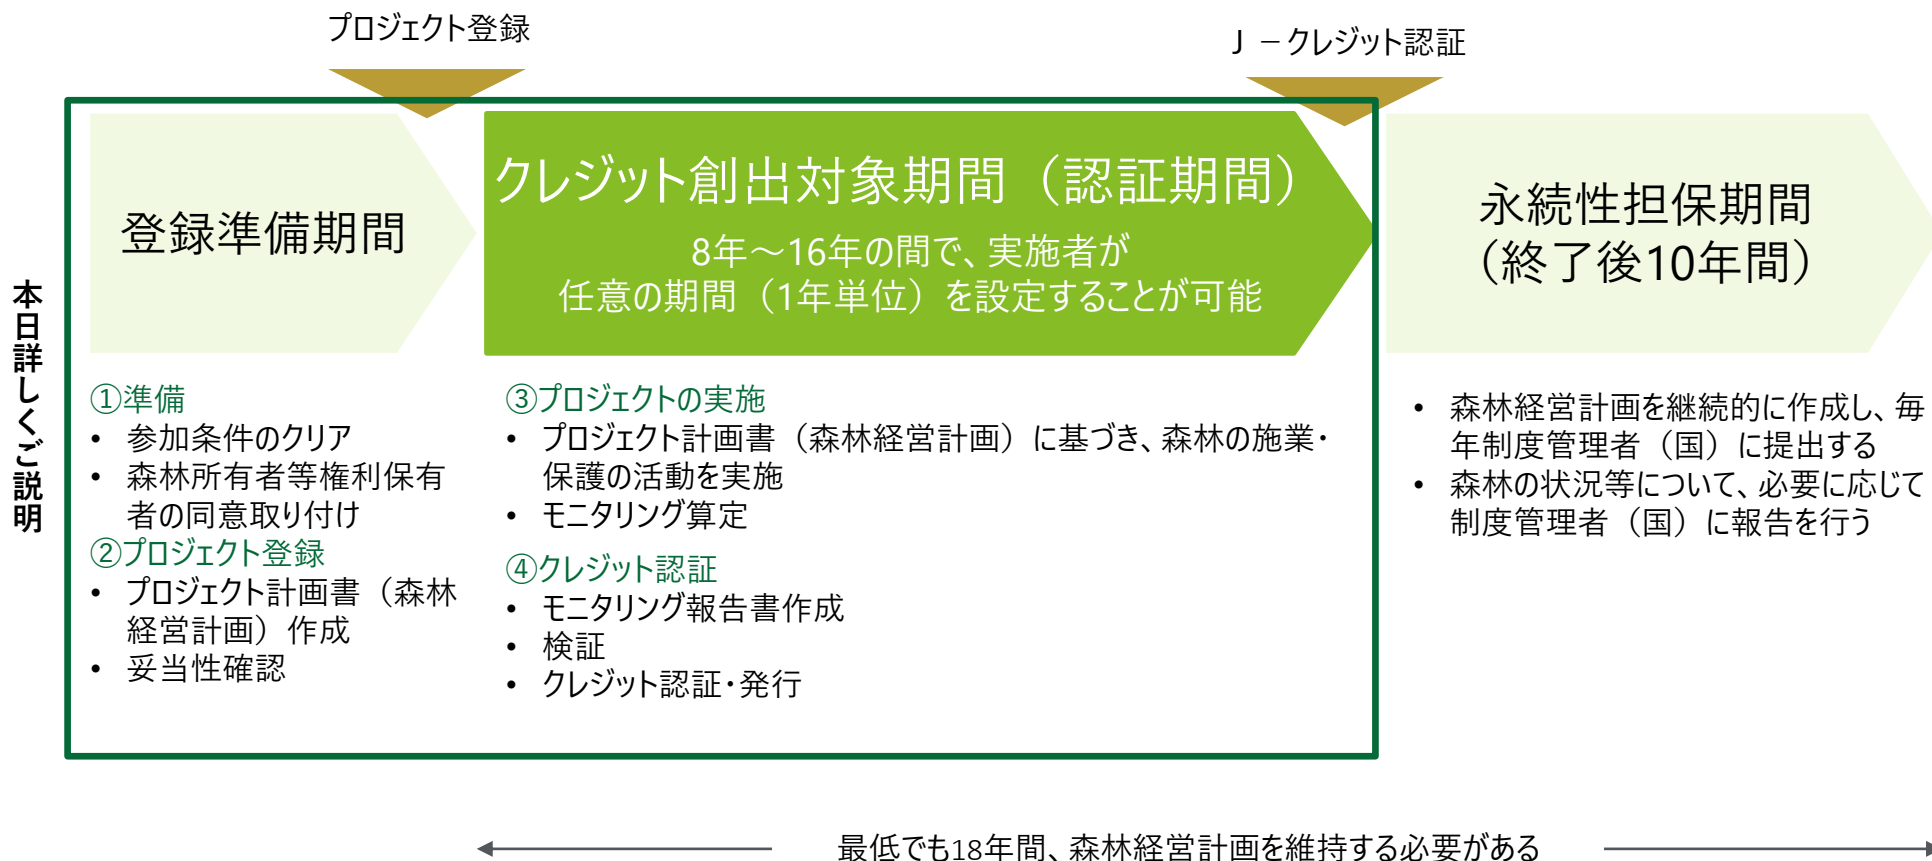 プロジェクト登録
J －クレジット認証
本日詳しくご説明
登録準備期間
クレジット創出対象期間（認証期間）
8年～16年の間で、実施者が
任意の期間（1年単位）を設定することが可能
永続性担保期間
（終了後10年間）
①準備
• 参加条件のクリア
• 森林所有者等権利保有
者の同意取り付け
②プロジェクト登録
• プロジェクト計画書（森林
経営計画）作成
• 妥当性確認
③プロジェクトの実施
• プロジェクト計画書（森林経営計画）に基づき、森林の施業・
保護の活動を実施
• モニタリング算定
④クレジット認証
• モニタリング報告書作成
• 検証
• クレジット認証・発行
• 森林経営計画を継続的に作成し、毎
年制度管理者（国）に提出する
• 森林の状況等について、必要に応じて
制度管理者（国）に報告を行う
最低でも18年間、森林経営計画を維持する必要がある